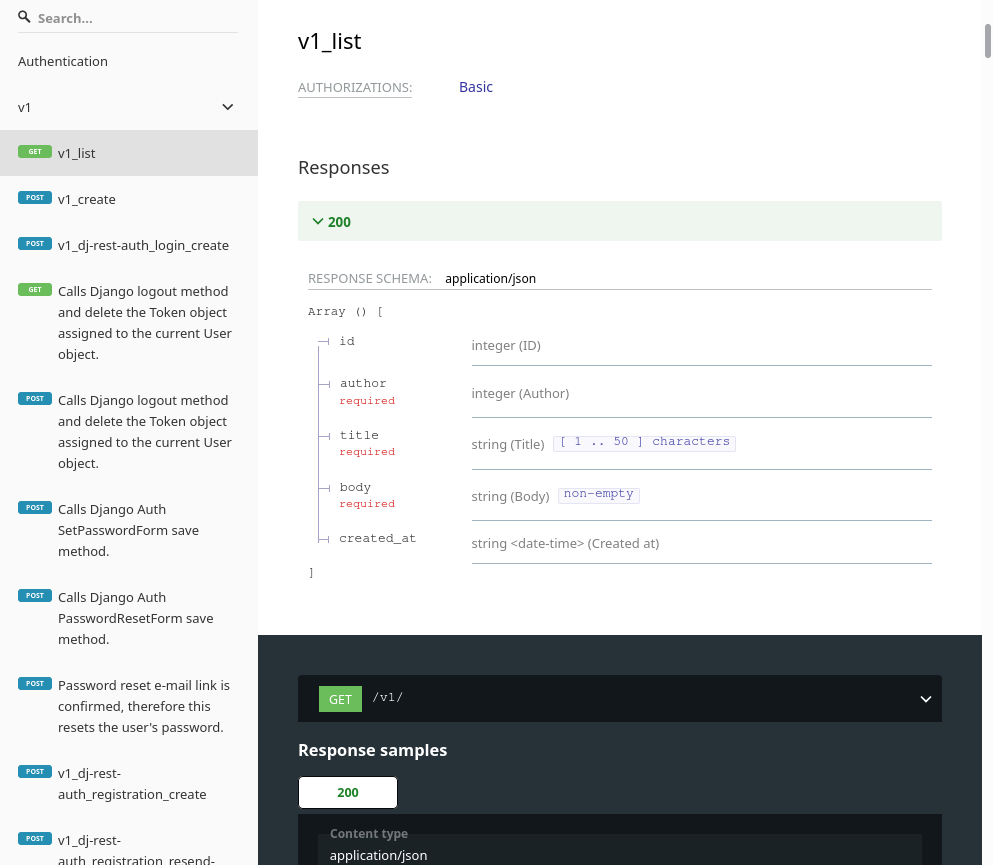 Search...
Authentication
v1
GET v1_list
POST v1_create
POST v1_dj-rest-auth_login_create
GET Calls Django logout method
and delete the Token object
assigned to the current User
object.
POST Calls Django logout method
and delete the Token object
assigned to the current User
object.
POST Calls Django Auth
SetPasswordForm save
method.
POST Calls Django Auth
PasswordResetForm save
method.
POST Password reset e-mail link is
confirmed, therefore this
resets the user's password.
POST v1_dj-rest-
auth_registration_create
POST v1_dj-rest-
auth_registration_resend-
v1_list
AUTHORIZATIONS: Basic
Responses
200
RESPONSE SCHEMA: application/json
Array () [
id integer (ID)
author
required integer (Author)
title
required string (Title) [ 1 .. 50 ] characters
body
required string (Body) non-empty
created_at string <date-time> (Created at)
]
GET /v1/
Response samples
200
Content type
application/json